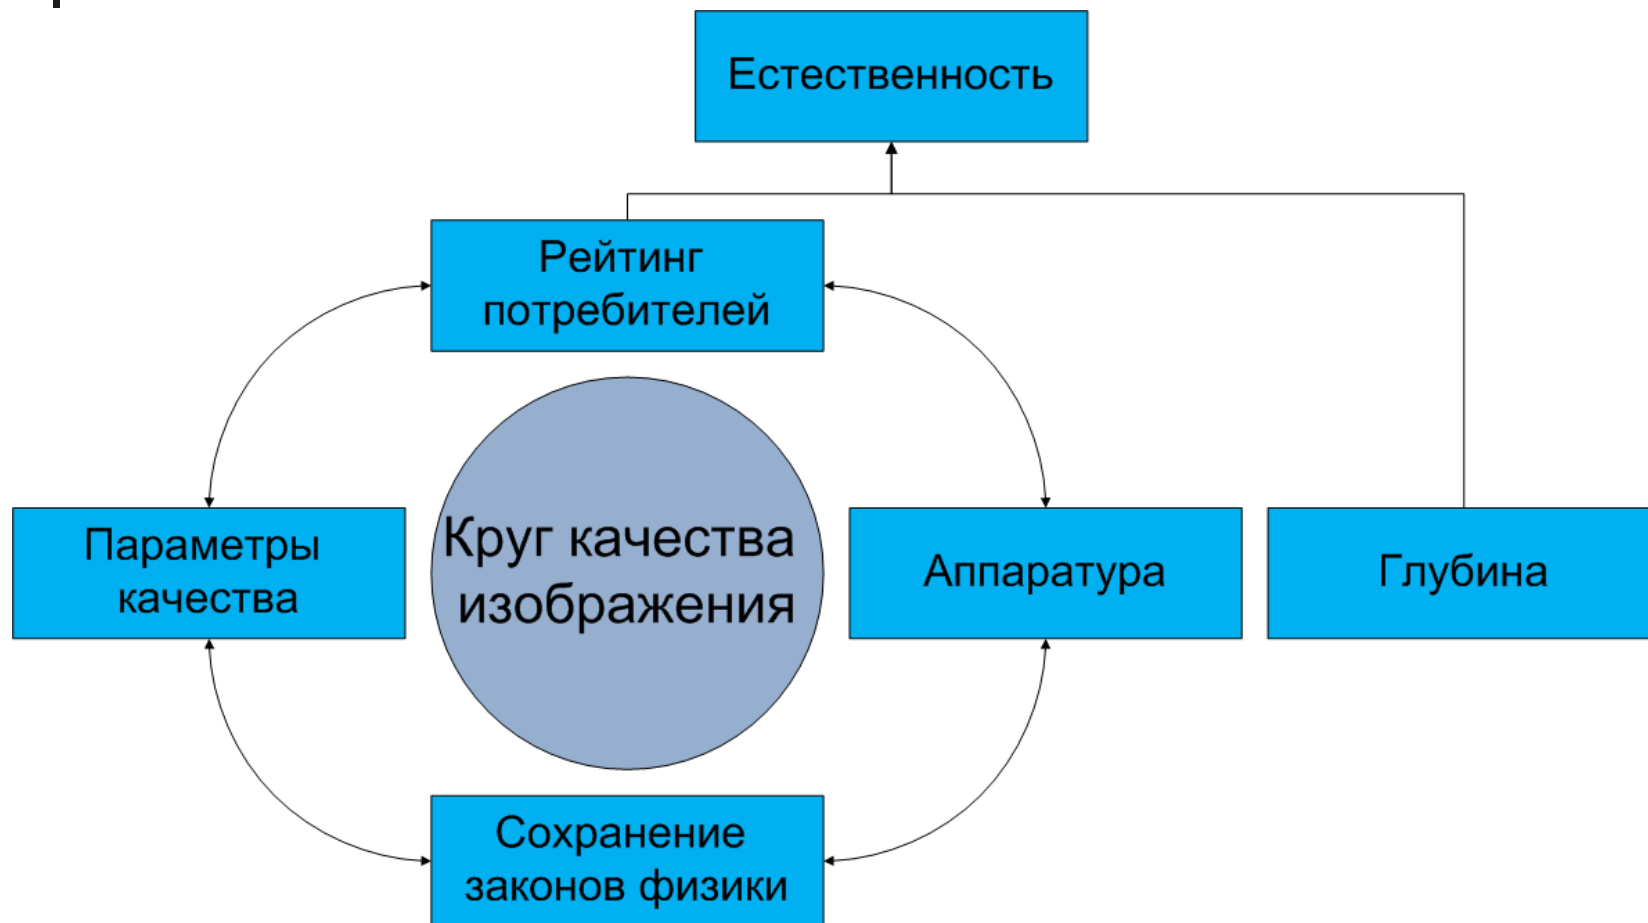 Естественность
Рейтинг
потребителей
Круг качества
изображения
Параметры
качества
Аппаратура
Глубина
Сохранение
законов физики